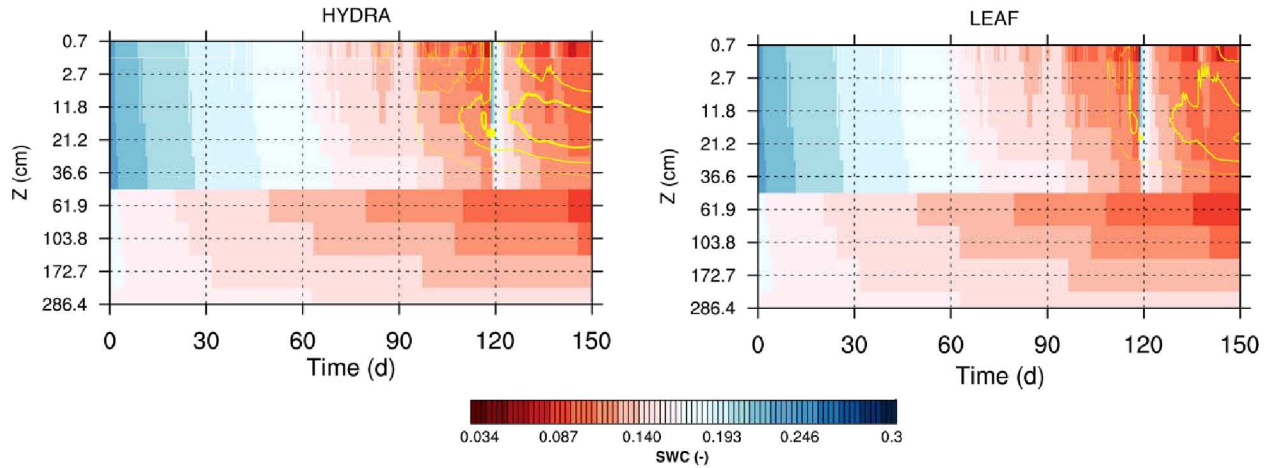 HYDRA
LEAF
0.7
2.7
11.8
21.2
36.6
61.9
103.8
172.7
286.4
Z (cm)
0 30 60 90 120 150
Time (d)
0.7
2.7
11.8
21.2
36.6
61.9
103.8
172.7
286.4
Z (cm)
0 30 60 90 120 150
Time (d)
0.034 0.087 0.140 0.193 0.246 0.3
SWC (-)